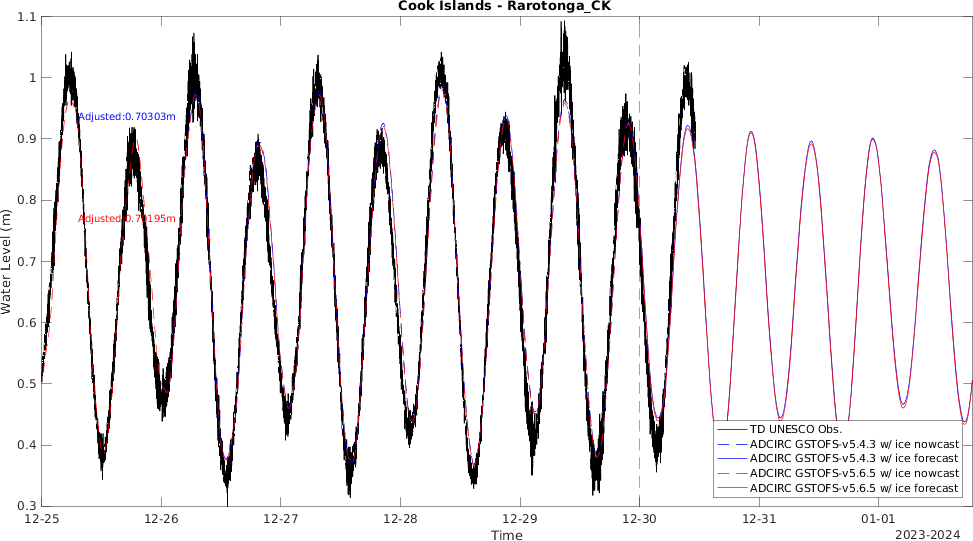 Cook Islands - Rarotonga_CK
1.1
1
0.9
0.8
0.7
0.6
0.5
0.4
0.3
Water Level (m)
Adjusted:0.70303m
Adjusted:0.70195m
TD UNESCO Obs.
ADCIRC GSTOFS-v5.4.3 w/ ice nowcast
ADCIRC GSTOFS-v5.4.3 w/ ice forecast
ADCIRC GSTOFS-v5.6.5 w/ ice nowcast
ADCIRC GSTOFS-v5.6.5 w/ ice forecast
12-25 12-26 12-27 12-28 12-29 12-30 12-31 01-01
Time
2023-2024